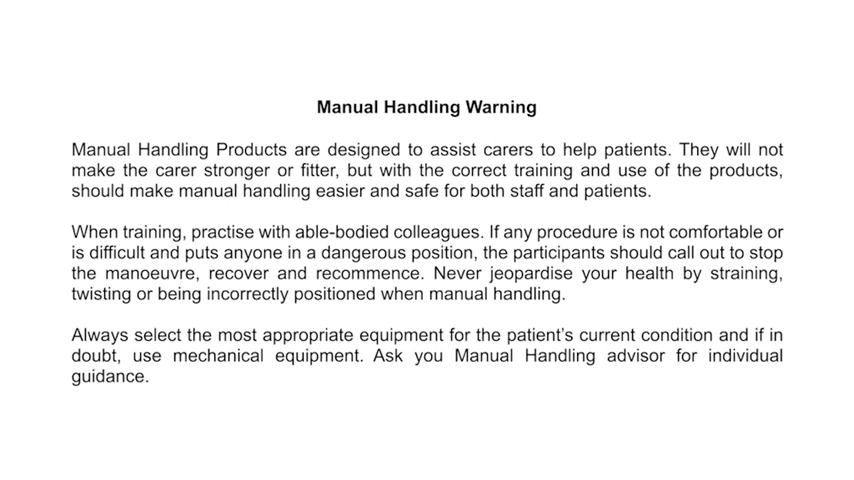 Manual Handling Warning
Manual Handling Products are designed to assist carers to help patients. They will not
make the carer stronger or fitter, but with the correct training and use of the products,
should make manual handling easier and safe for both staff and patients.
When training, practise with able-bodied colleagues. If any procedure is not comfortable or
is difficult and puts anyone in a dangerous position, the participants should call out to stop
the manoeuvre, recover and recommence. Never jeopardise your health by straining,
twisting or being incorrectly positioned when manual handling.
Always select the most appropriate equipment for the patient’s current condition and if in
doubt, use mechanical equipment. Ask you Manual Handling advisor for individual
guidance.